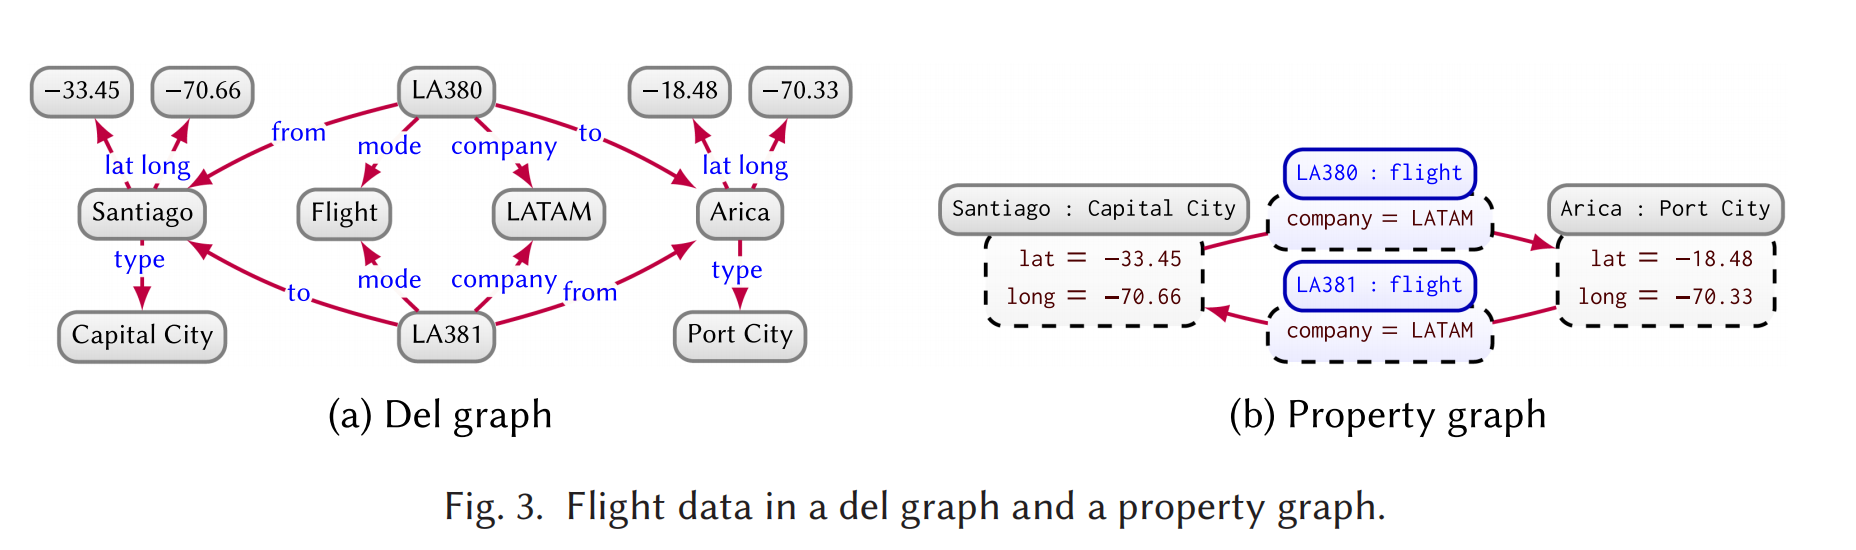 −33.45 −70.66 LA380 −18.48 −70.33
from mode company to
lat long lat long
Santiago Flight LATAM Arica
type mode company type
to from
Capital City LA381 Port City
(a) Del graph
LA380 : flight
Santiago : Capital City company = LATAM Arica : Port City
lat = −33.45 lat = −18.48
LA381 : flight
long = −70.66 long = −70.33
company = LATAM
(b) Property graph
Fig. 3. Flight data in a del graph and a property graph.